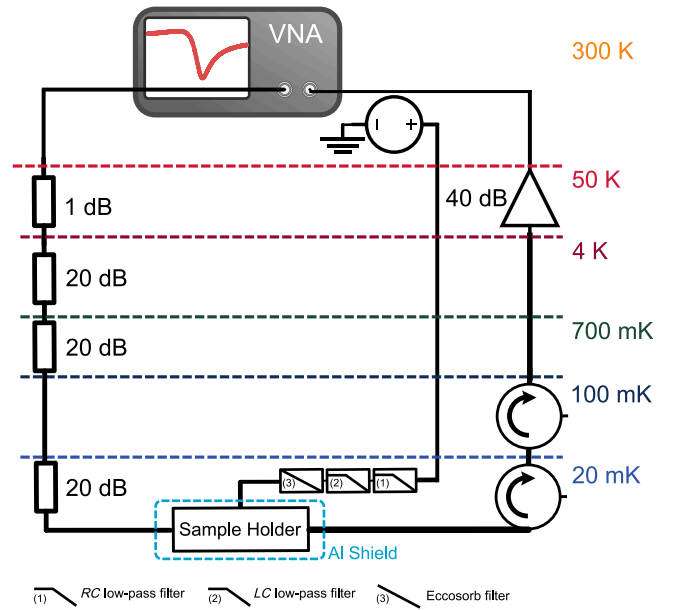 VNA
300 K
50 K
1 dB
40 dB
4 K
20 dB
700 mK
20 dB
100 mK
20 mK
20 dB
(3) (2) (1)
Sample Holder
Al Shield
(1) RC low-pass filter (2) LC low-pass filter (3) Eccosorb filter